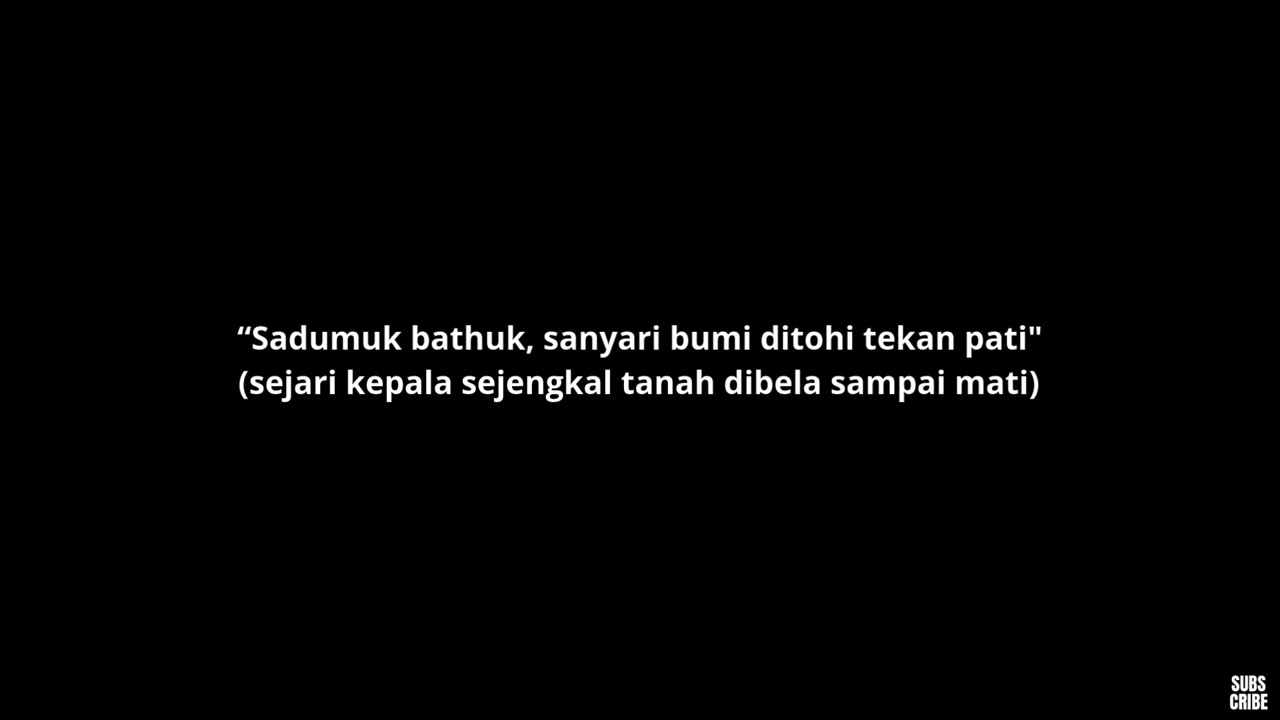 “Sadumuk bathuk, sanyari bumi ditohi tekan pati"
(sejari kepala sejengkal tanah dibela sampai mati)
SUBS
CRIBE